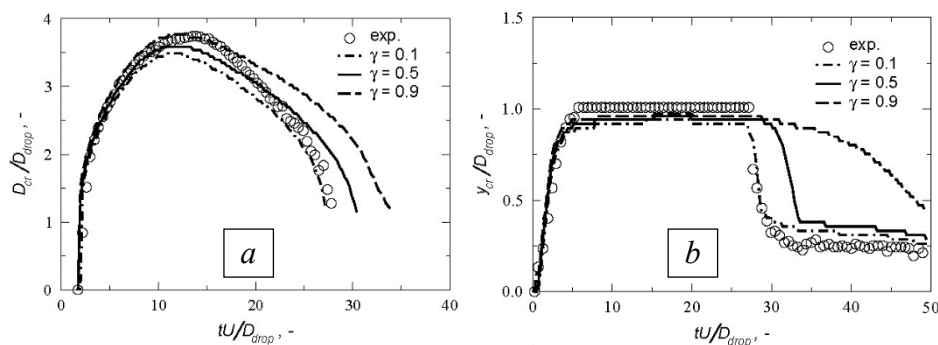 4
3
2
1
0
D_cr/D_drop, -
exp.
γ = 0.1
γ = 0.5
γ = 0.9
a
0 10 20 30 40
tU/D_drop, -
1.5
1.0
0.5
0.0
y_cr/D_drop, -
exp.
γ = 0.1
γ = 0.5
γ = 0.9
b
0 10 20 30 40 50
tU/D_drop, -